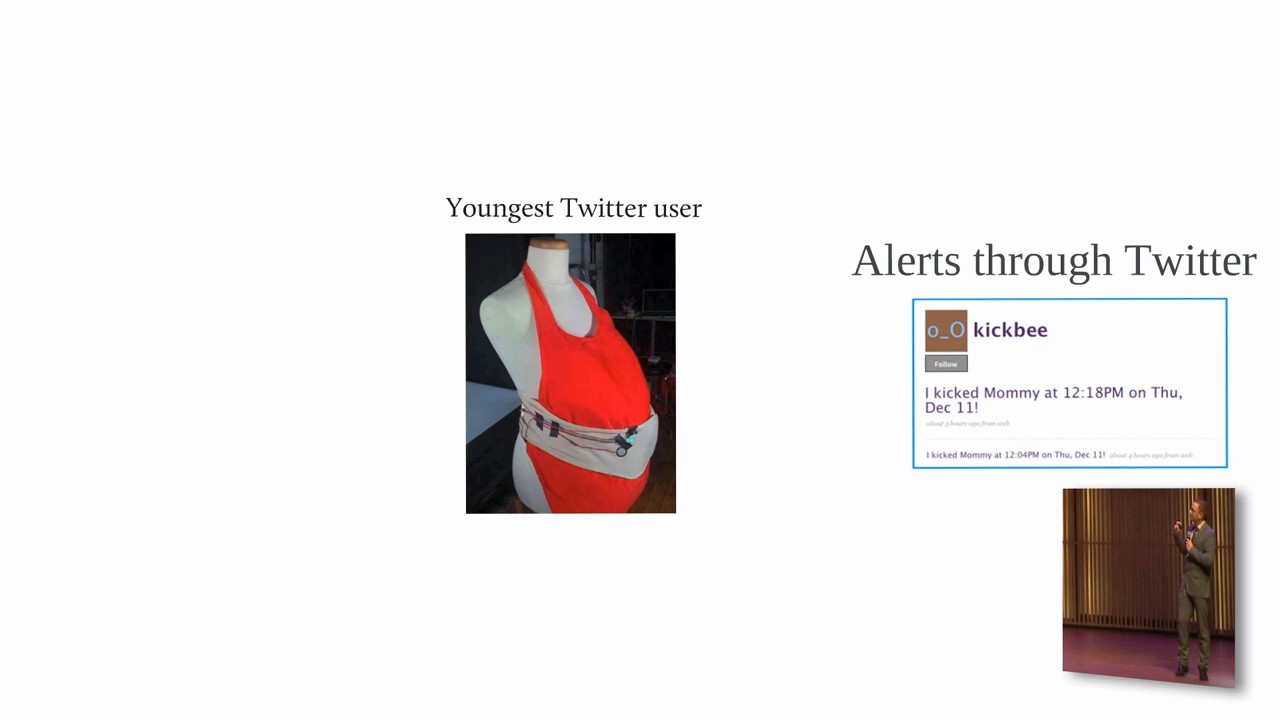 Youngest Twitter user
Alerts through Twitter
o_O kickbee
Follow
I kicked Mommy at 12:18PM on Thu,
Dec 11!
about 3 hours ago from web
I kicked Mommy at 12:04PM on Thu, Dec 11! about 4 hours ago from web